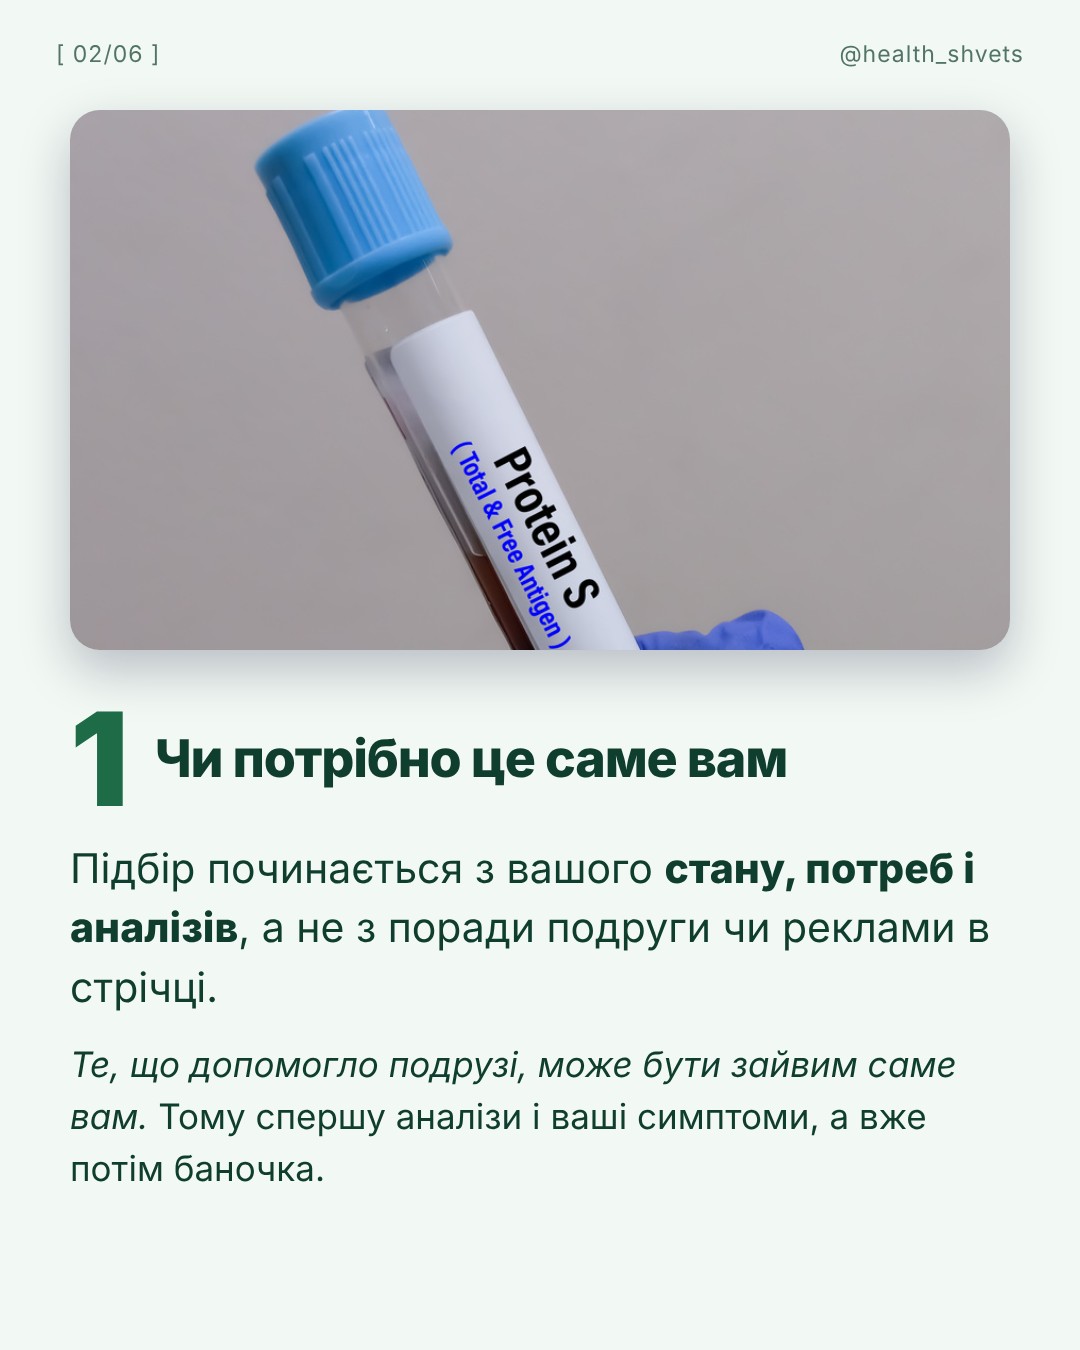 [ 02/06 ]
@health_shvets
Protein S
( Total & Free Antigen )
1 Чи потрібно це саме вам
Підбір починається з вашого стану, потреб і
аналізів, а не з поради подруги чи реклами в
стрічці.
Те, що допомогло подрузі, може бути зайвим саме
вам. Тому спершу аналізи і ваші симптоми, а вже
потім баночка.